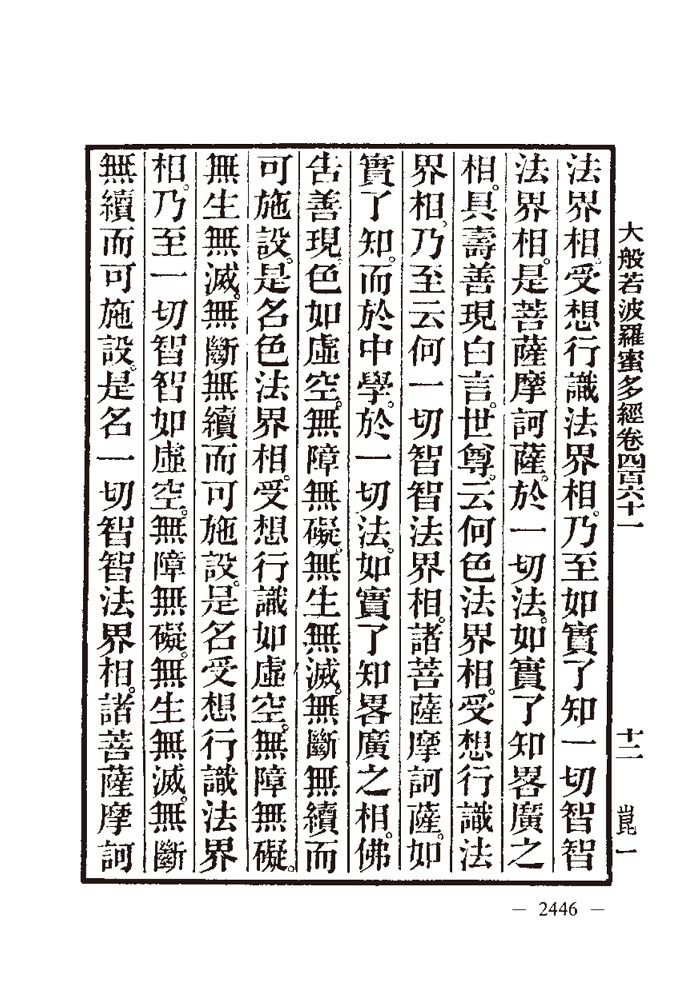 大般若波羅蜜多經卷四百六十一　十二　崑一
法界相。受想行識法界相。乃至如實了知一切智智
法界相。是菩薩摩訶薩。於一切法。如實了知畧廣之
相。具壽善現白言。世尊。云何色法界相。受想行識法
界相。乃至云何一切智智法界相。諸菩薩摩訶薩。如
實了知。而於中學。於一切法。如實了知畧廣之相。佛
告善現。色如虛空。無障無礙。無生無滅。無斷無續而
可施設。是名色法界相。受想行識如虛空。無障無礙。
無生無滅。無斷無續而可施設。是名受想行識法界
相。乃至一切智智如虛空。無障無礙。無生無滅。無斷
無續而可施設。是名一切智智法界相。諸菩薩摩訶
— 2446 —